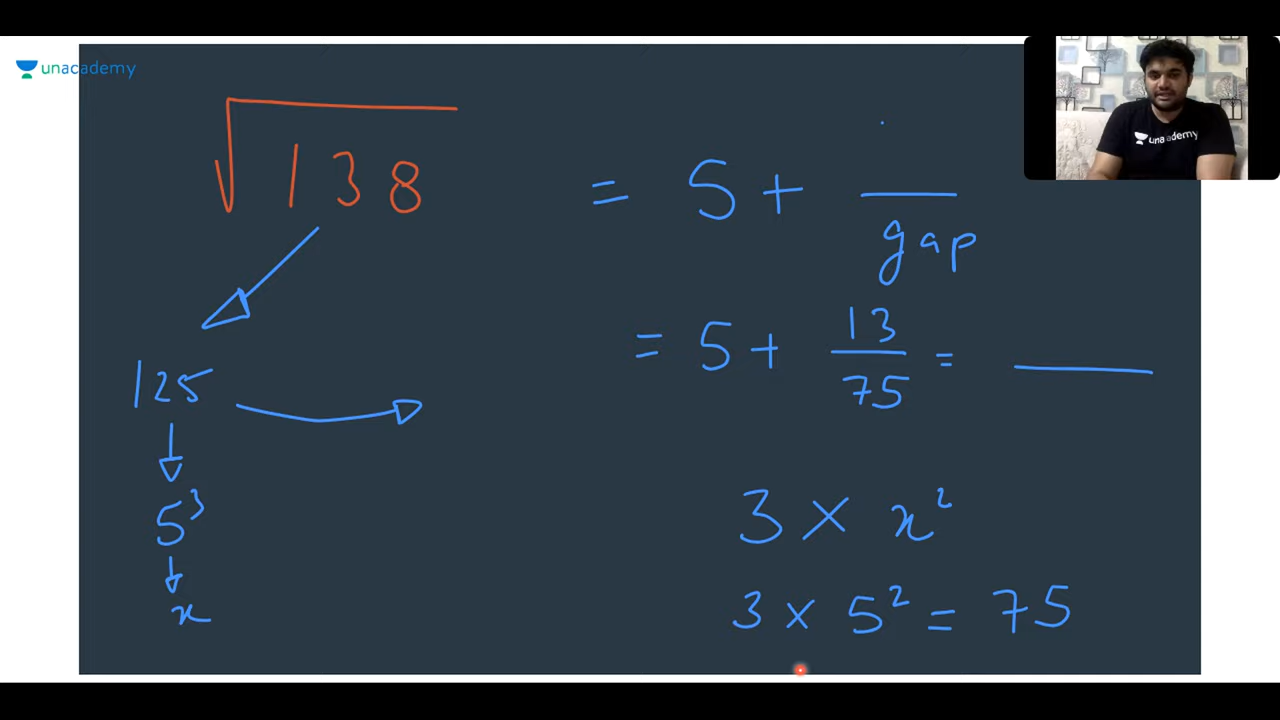 unacademy
√138 = 5 + ― / gap
= 5 + 13/75 = ―
125
5³
x
3 × x²
3 × 5² = 75
unacademy